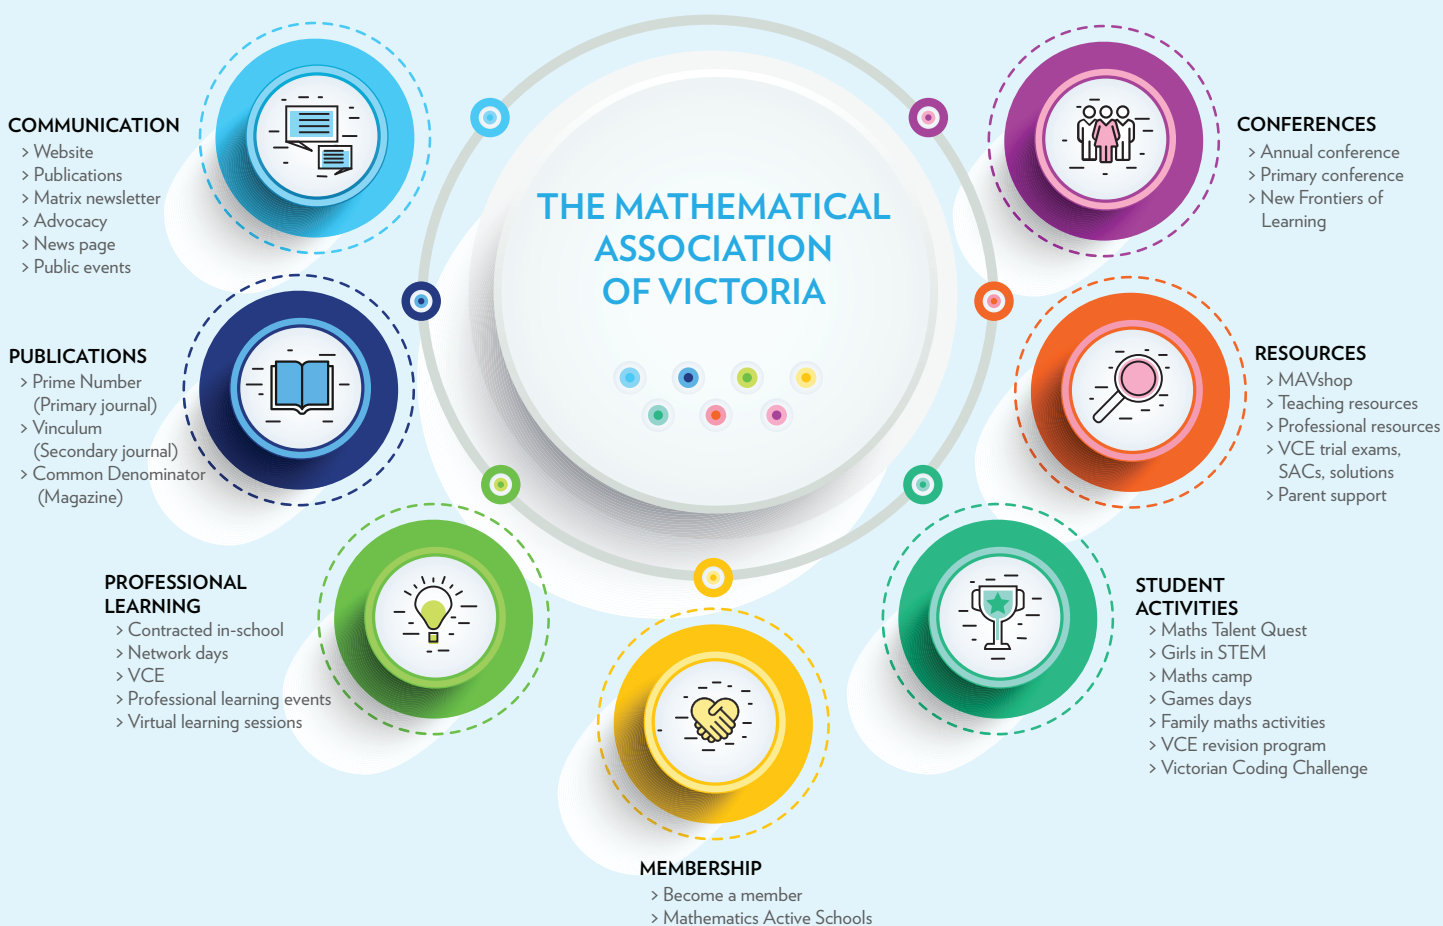 THE MATHEMATICAL
ASSOCIATION
OF VICTORIA
COMMUNICATION
> Website
> Publications
> Matrix newsletter
> Advocacy
> News page
> Public events
PUBLICATIONS
> Prime Number
(Primary journal)
> Vinculum
(Secondary journal)
> Common Denominator
(Magazine)
PROFESSIONAL
LEARNING
> Contracted in-school
> Network days
> VCE
> Professional learning events
> Virtual learning sessions
MEMBERSHIP
> Become a member
> Mathematics Active Schools
STUDENT
ACTIVITIES
> Maths Talent Quest
> Girls in STEM
> Maths camp
> Games days
> Family maths activities
> VCE revision program
> Victorian Coding Challenge
RESOURCES
> MAVshop
> Teaching resources
> Professional resources
> VCE trial exams,
SACs, solutions
> Parent support
CONFERENCES
> Annual conference
> Primary conference
> New Frontiers of
Learning